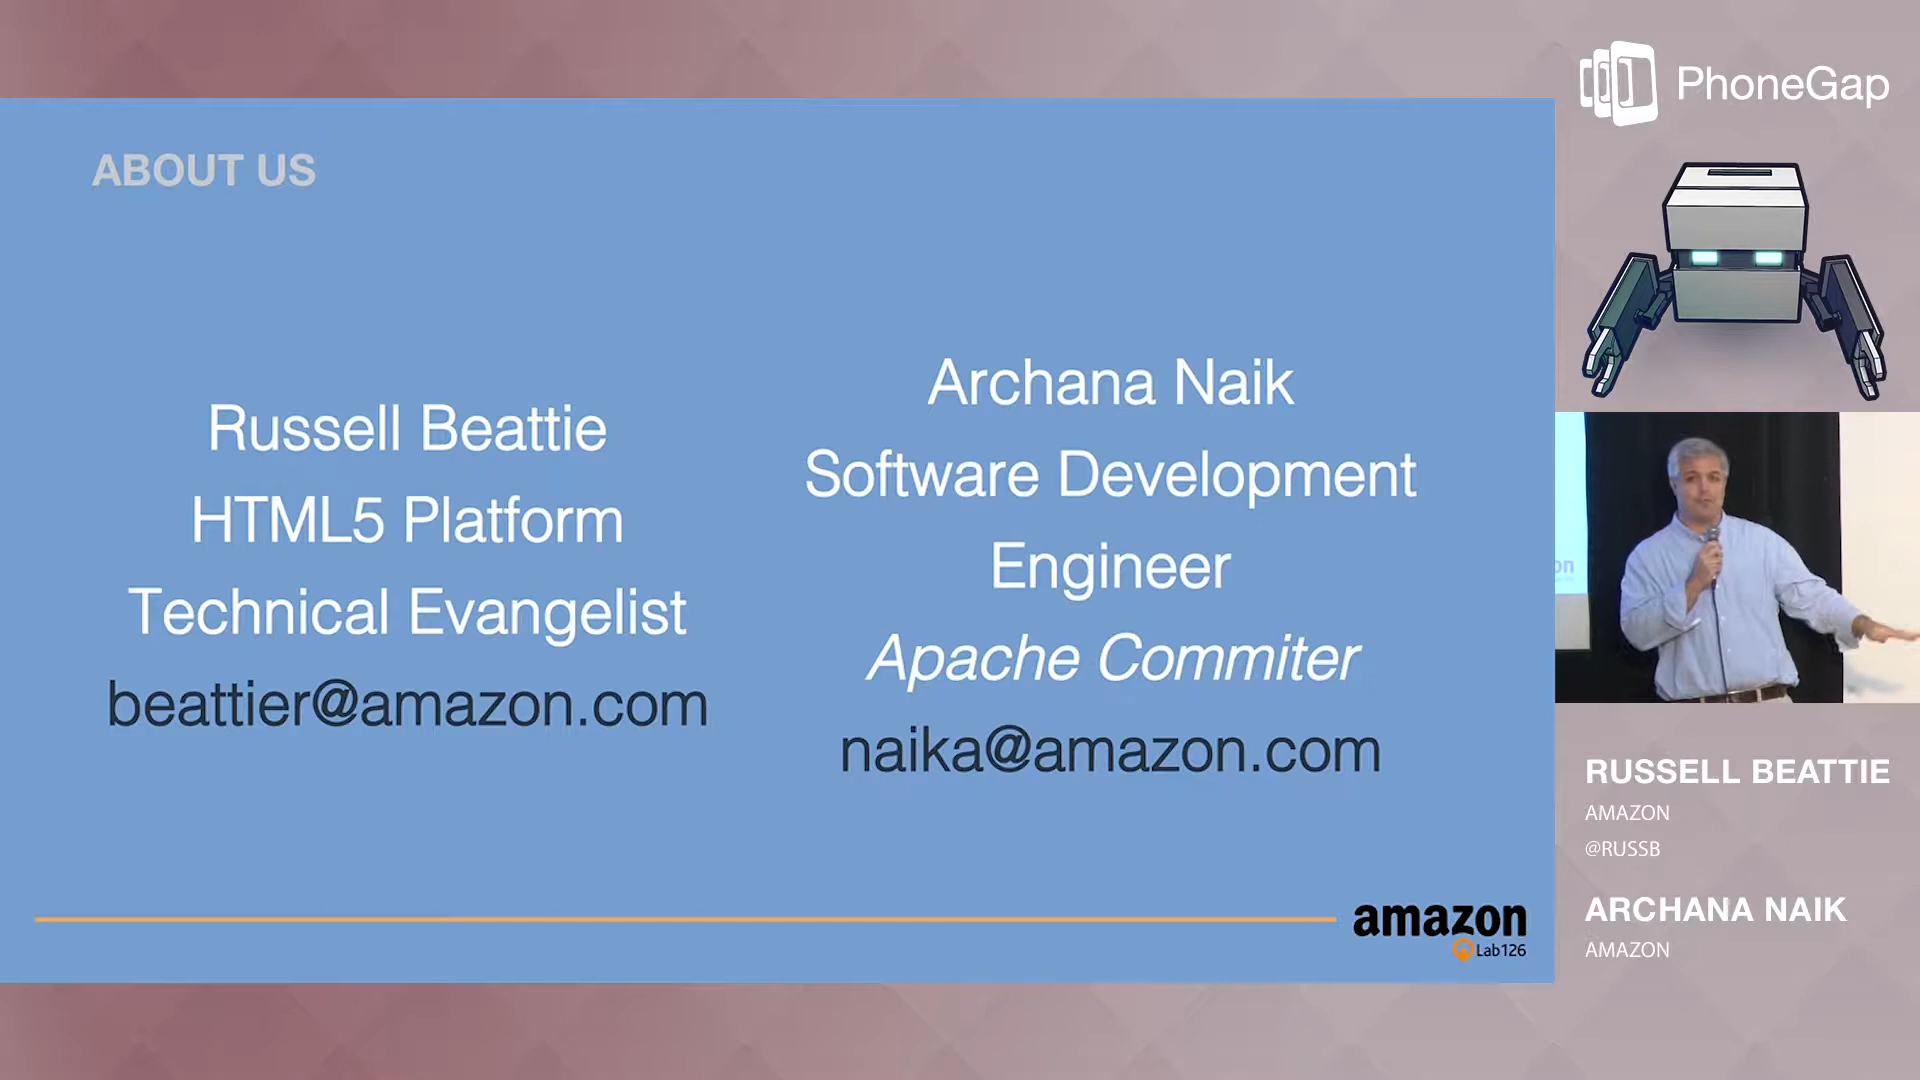 ABOUT US
Russell Beattie
HTML5 Platform
Technical Evangelist
beattier@amazon.com
Archana Naik
Software Development
Engineer
Apache Commiter
naika@amazon.com
amazon
Lab126
PhoneGap
on
RUSSELL BEATTIE
AMAZON
@RUSSB
ARCHANA NAIK
AMAZON